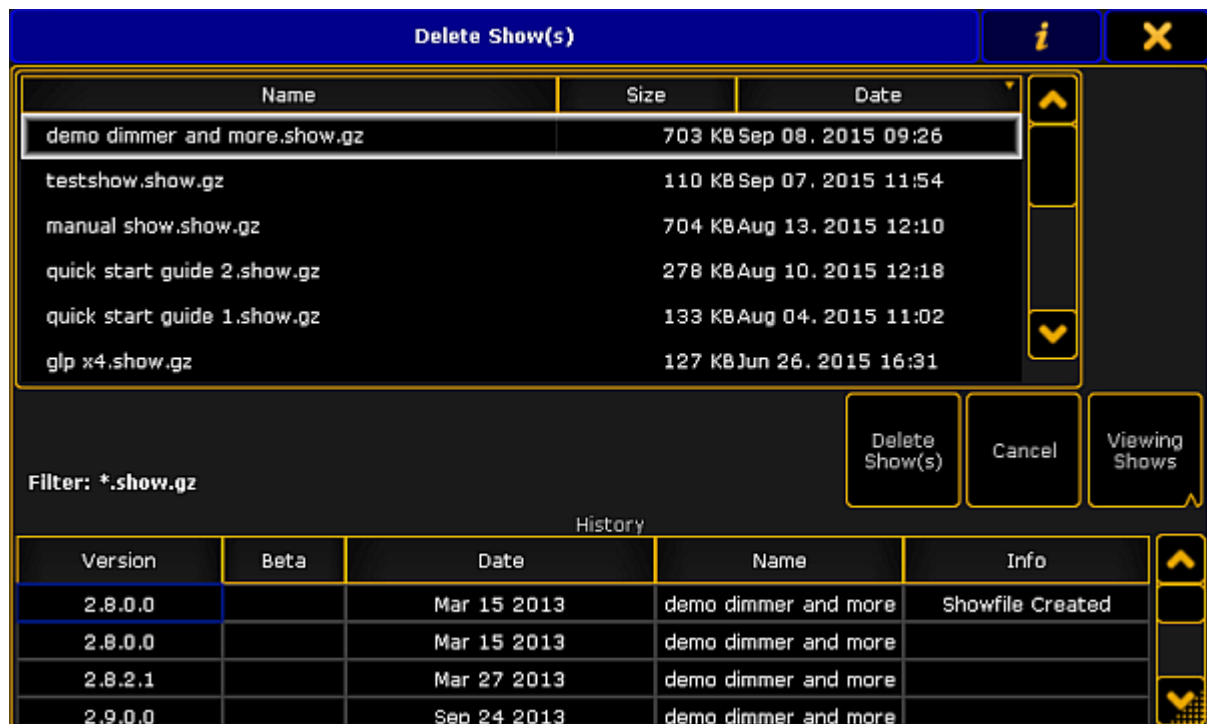 Delete Show(s) i
Name Size Date
demo dimmer and more.show.gz 703 KB Sep 08. 2015 09:26
testshow.show.gz 110 KB Sep 07. 2015 11:54
manual show.show.gz 704 KB Aug 13. 2015 12:10
quick start guide 2.show.gz 278 KB Aug 10. 2015 12:18
quick start guide 1.show.gz 133 KB Aug 04. 2015 11:02
glp x4.show.gz 127 KB Jun 26. 2015 16:31
Delete
Show(s)
Cancel
Viewing
Shows
Filter: *.show.gz
History
Version Beta Date Name Info
2.8.0.0 Mar 15 2013 demo dimmer and more Showfile Created
2.8.0.0 Mar 15 2013 demo dimmer and more
2.8.2.1 Mar 27 2013 demo dimmer and more
2.9.0.0 Sep 24 2013 demo dimmer and more